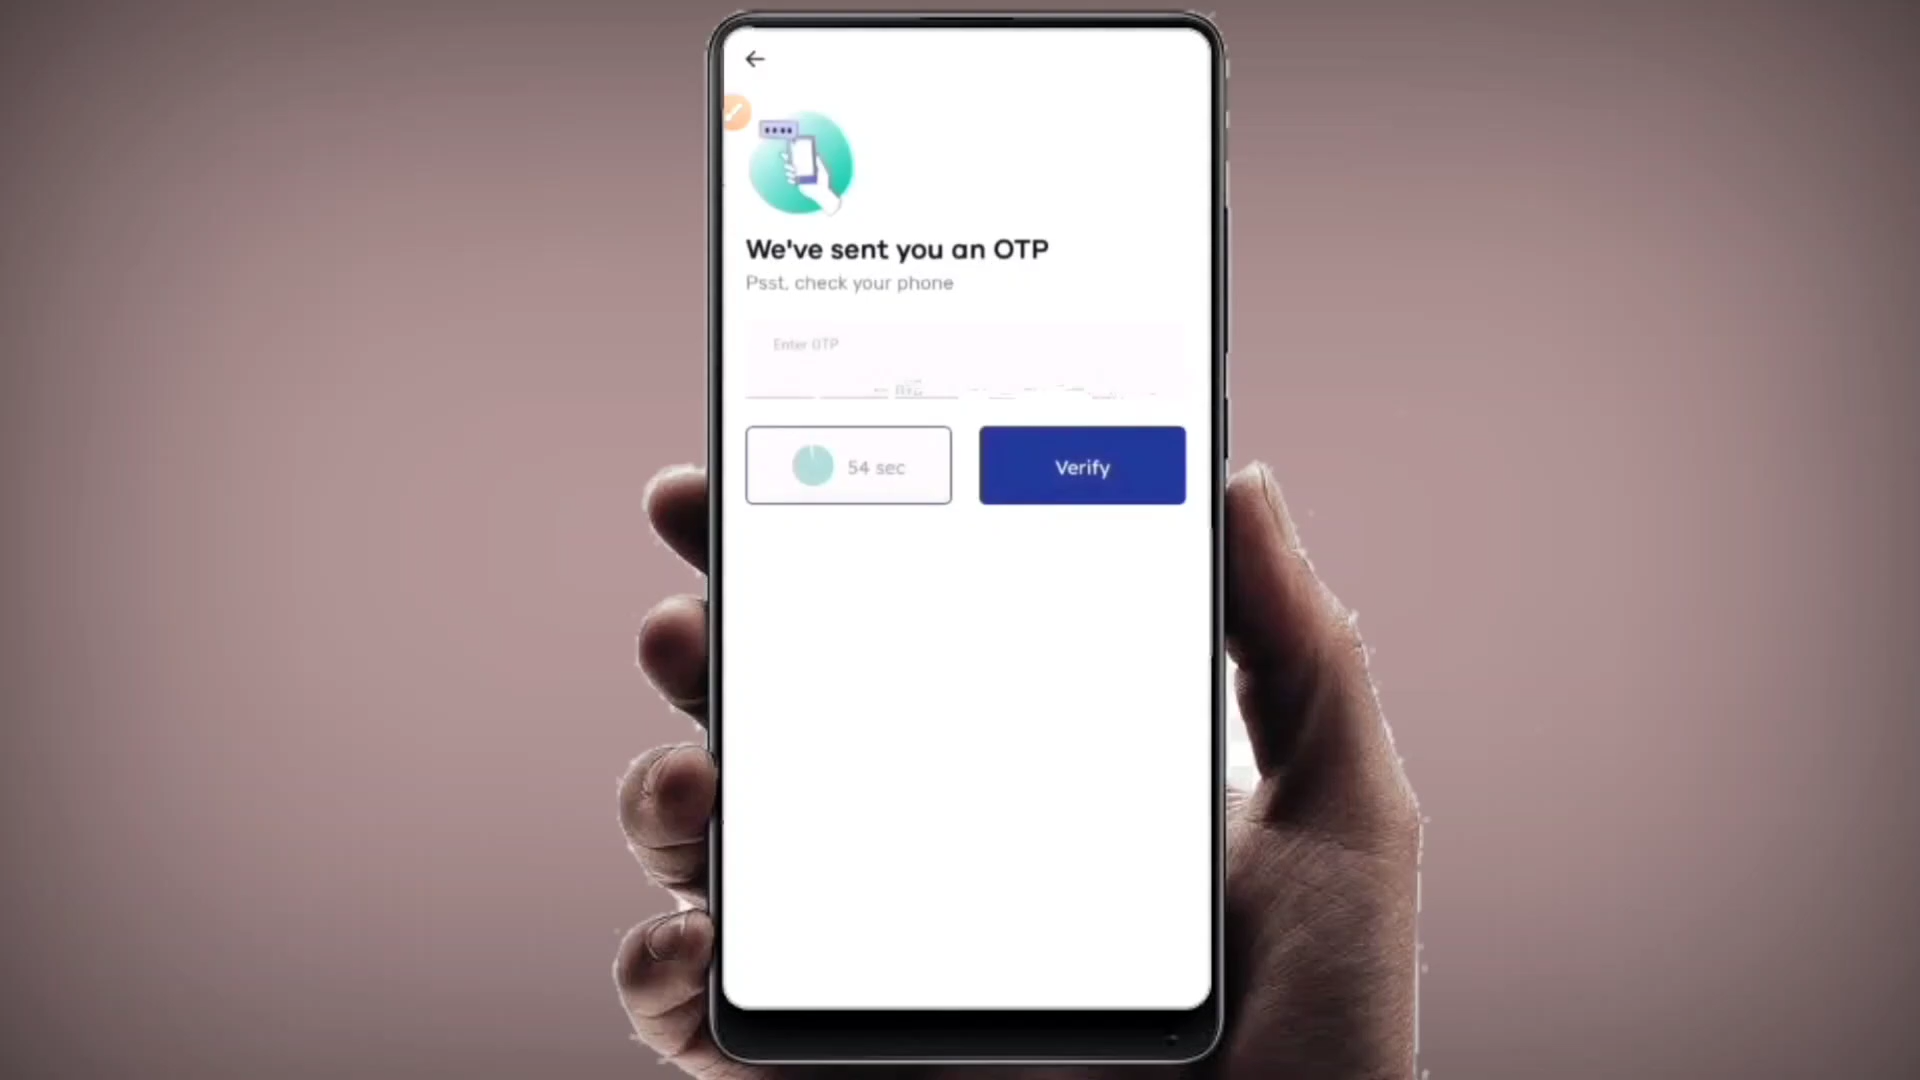 We've sent you an OTP
Psst, check your phone
Enter OTP
54 sec
Verify